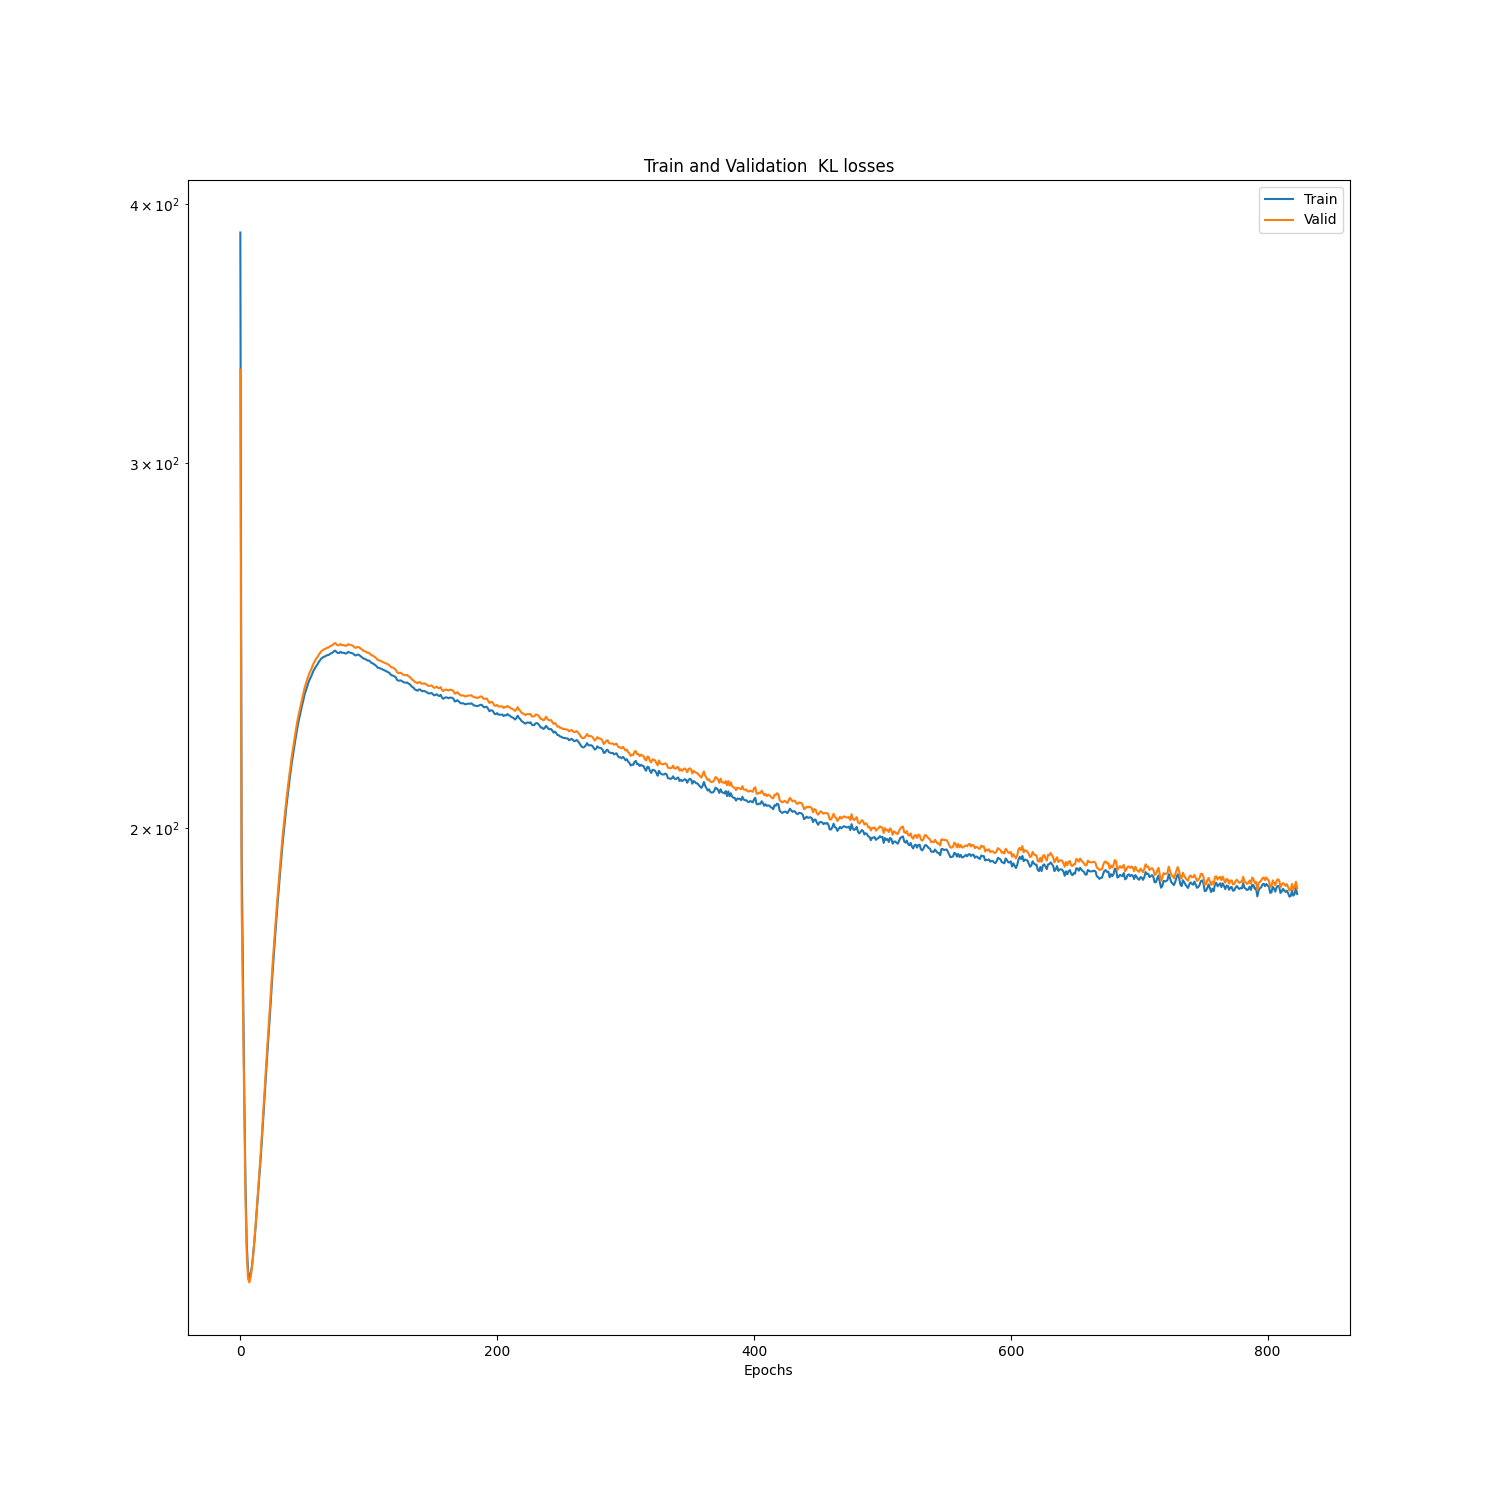 Train and Validation  KL losses
4 × 10²
3 × 10²
2 × 10²
Train
Valid
0
200
400
600
800
Epochs